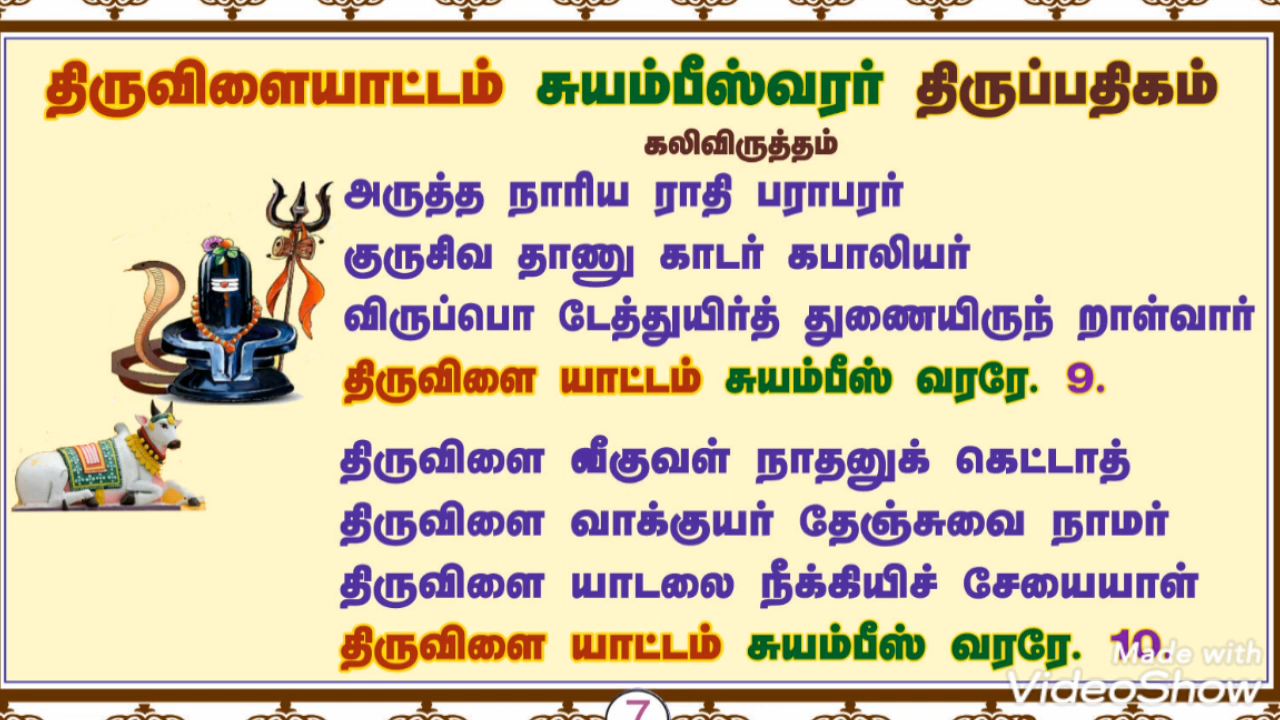 திருவிளையாட்டம் சுயம்பீஸ்வரர் திருப்பதிகம்
கலிவிருத்தம்
அருத்த நாரிய ராதி பராபரர்
குருசிவ தாணு காடர் கபாலியர்
விருப்பொ டேத்துயிர்த் துணையிருந் றாள்வார்
திருவிளை யாட்டம் சுயம்பீஸ் வரரே. 9.
திருவிளை நாதனுக் கெட்டாத்
திருவிளை வாக்குயர் தேஞ்சுவை நாமர்
திருவிளை யாடலை நீக்கியிச் சேயையாள்
திருவிளை யாட்டம் சுயம்பீஸ் வரரே. 10.
Made with
VideoShow
7